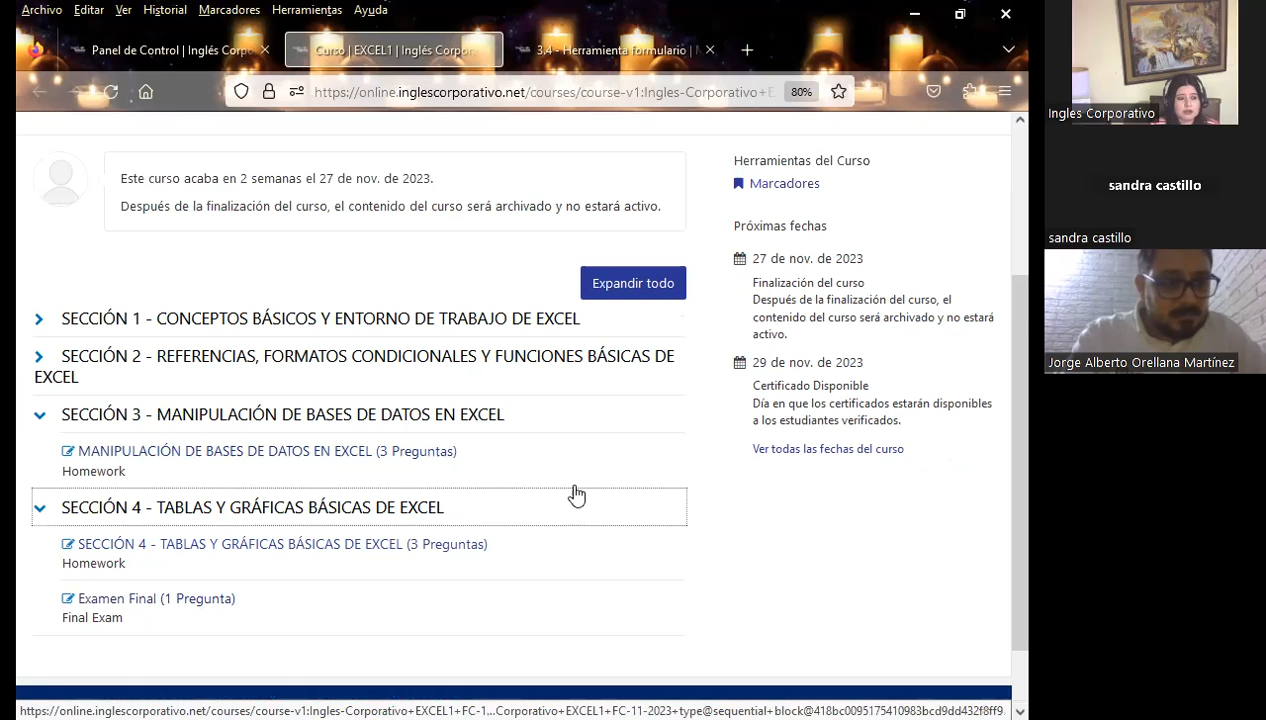 Archivo Editar Ver Historial Marcadores Herramientas Ayuda
Panel de Control | Inglés Corpo
Curso | EXCEL1 | Inglés Corpor
3.4 - Herramienta formulario |
https://online.inglescorporativo.net/courses/course-v1:Ingles-Corporativo+E
80%
Este curso acaba en 2 semanas el 27 de nov. de 2023.
Después de la finalización del curso, el contenido del curso será archivado y no estará activo.
Expandir todo
SECCIÓN 1 - CONCEPTOS BÁSICOS Y ENTORNO DE TRABAJO DE EXCEL
SECCIÓN 2 - REFERENCIAS, FORMATOS CONDICIONALES Y FUNCIONES BÁSICAS DE
EXCEL
SECCIÓN 3 - MANIPULACIÓN DE BASES DE DATOS EN EXCEL
MANIPULACIÓN DE BASES DE DATOS EN EXCEL (3 Preguntas)
Homework
SECCIÓN 4 - TABLAS Y GRÁFICAS BÁSICAS DE EXCEL
SECCIÓN 4 - TABLAS Y GRÁFICAS BÁSICAS DE EXCEL (3 Preguntas)
Homework
Examen Final (1 Pregunta)
Final Exam
Herramientas del Curso
Marcadores
Próximas fechas
27 de nov. de 2023
Finalización del curso
Después de la finalización del curso, el
contenido del curso será archivado y no estará
activo.
29 de nov. de 2023
Certificado Disponible
Día en que los certificados estarán disponibles
a los estudiantes verificados.
Ver todas las fechas del curso
https://online.inglescorporativo.net/courses/course-v1:Ingles-Corporativo+EXCEL1+FC-1...Corporativo+EXCEL1+FC-11-2023+type@sequential+block@418bc0095175410983bcd9dd432f8ff9
Ingles Corporativo
sandra castillo
sandra castillo
Jorge Alberto Orellana Martínez